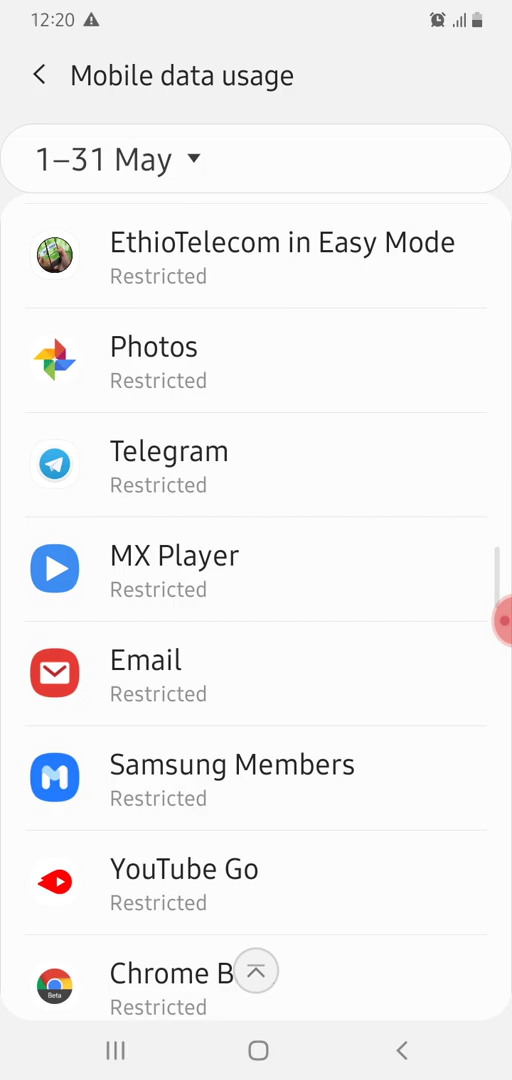 12:20
Mobile data usage
1–31 May
EthioTelecom in Easy Mode
Restricted
Photos
Restricted
Telegram
Restricted
MX Player
Restricted
Email
Restricted
Samsung Members
Restricted
YouTube Go
Restricted
Chrome B
Beta
Restricted